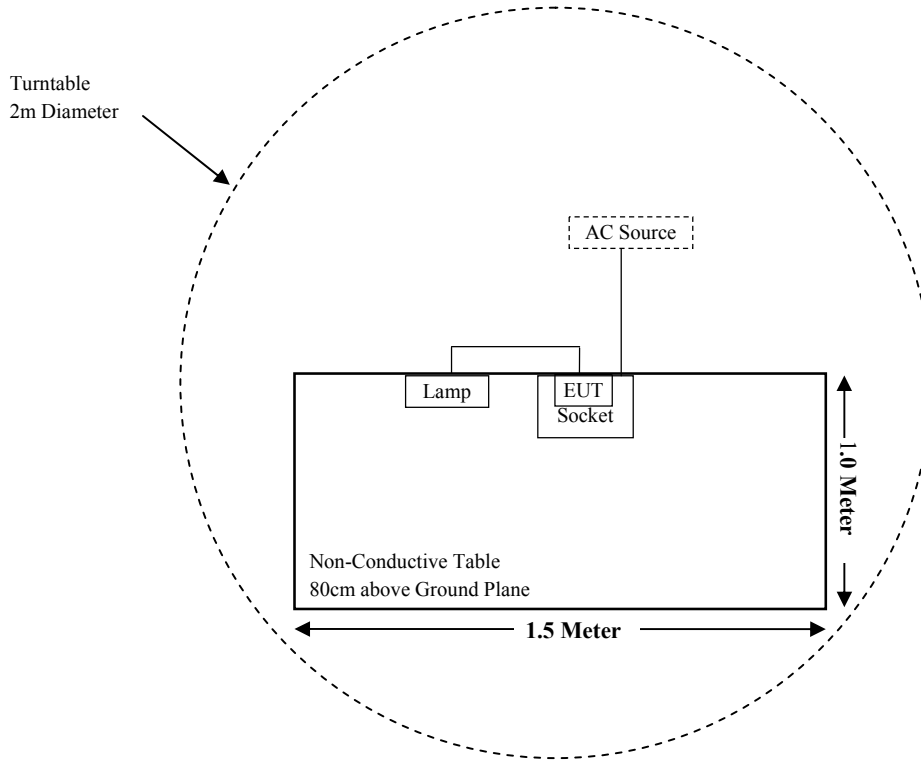 Turntable
2m Diameter
AC Source
Lamp
EUT
Socket
1.0 Meter
Non-Conductive Table
80cm above Ground Plane
1.5 Meter